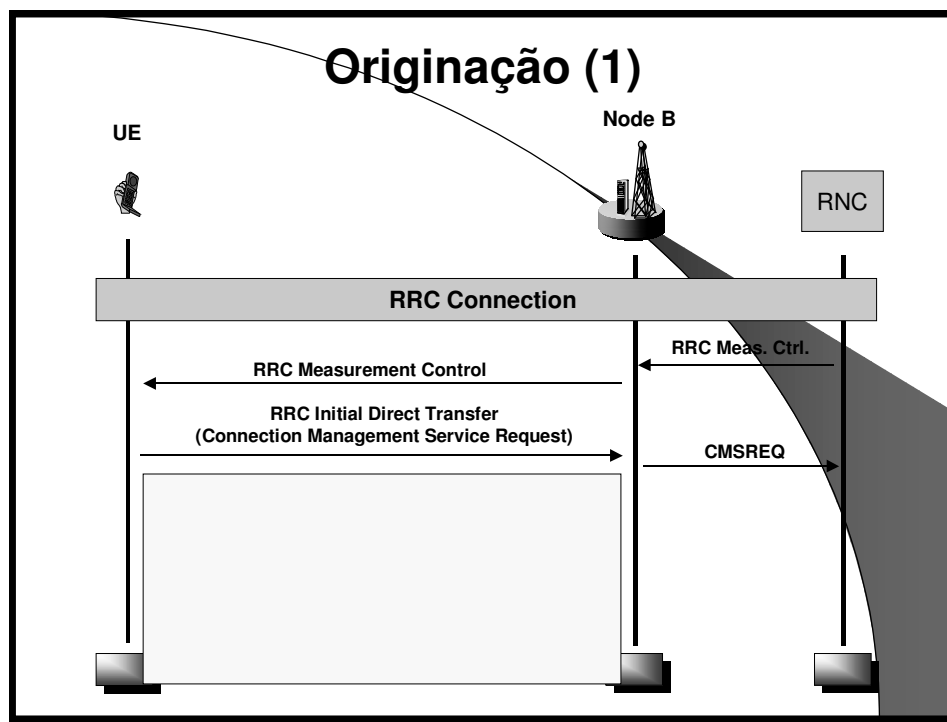 Originação (1)
UE
Node B
RNC
RRC Connection
RRC Meas. Ctrl.
RRC Measurement Control
RRC Initial Direct Transfer
(Connection Management Service Request)
CMSREQ